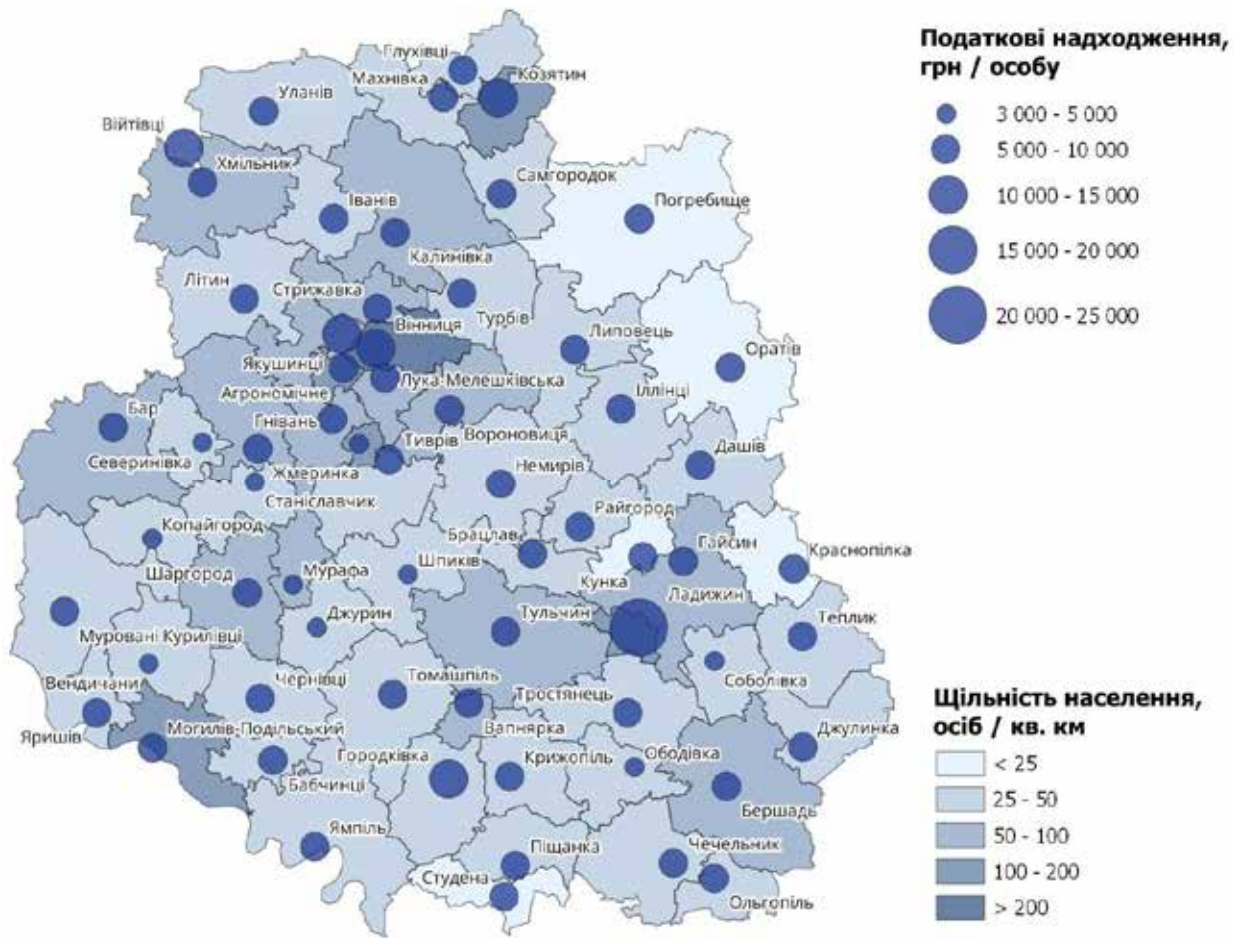 Податкові надходження,
грн / особу
3 000 - 5 000
5 000 - 10 000
10 000 - 15 000
15 000 - 20 000
20 000 - 25 000
Глухівці
Махнівка
Козятин
Уланів
Війтівці
Хмільник
Самгородок
Іванів
Погребище
Калинівка
Літин
Стрижавка
Турбів
Вінниця
Липовець
Якушинці
Оратів
Лука-Мелешківська
Агрономічне
Іллінці
Бар
Гнівань
Вороновиця
Тиврів
Дашів
Северинівка
Немирів
Жмеринка
Станіславчик
Райгород
Копайгород
Брацлав
Гайсин
Краснопілка
Шаргород
Мурафа
Шпиків
Кунка
Ладижин
Джурин
Тульчин
Теплик
Муровані Курилівці
Томашпіль
Соболівка
Вендичани
Чернівці
Тростянець
Могилів-Подільський
Вапнярка
Джулинка
Яришів
Городківка
Крижопіль
Ободівка
Бабчинці
Бершадь
Ямпіль
Піщанка
Чечельник
Студена
Ольгопіль
Щільність населення,
осіб / кв. км
< 25
25 - 50
50 - 100
100 - 200
> 200